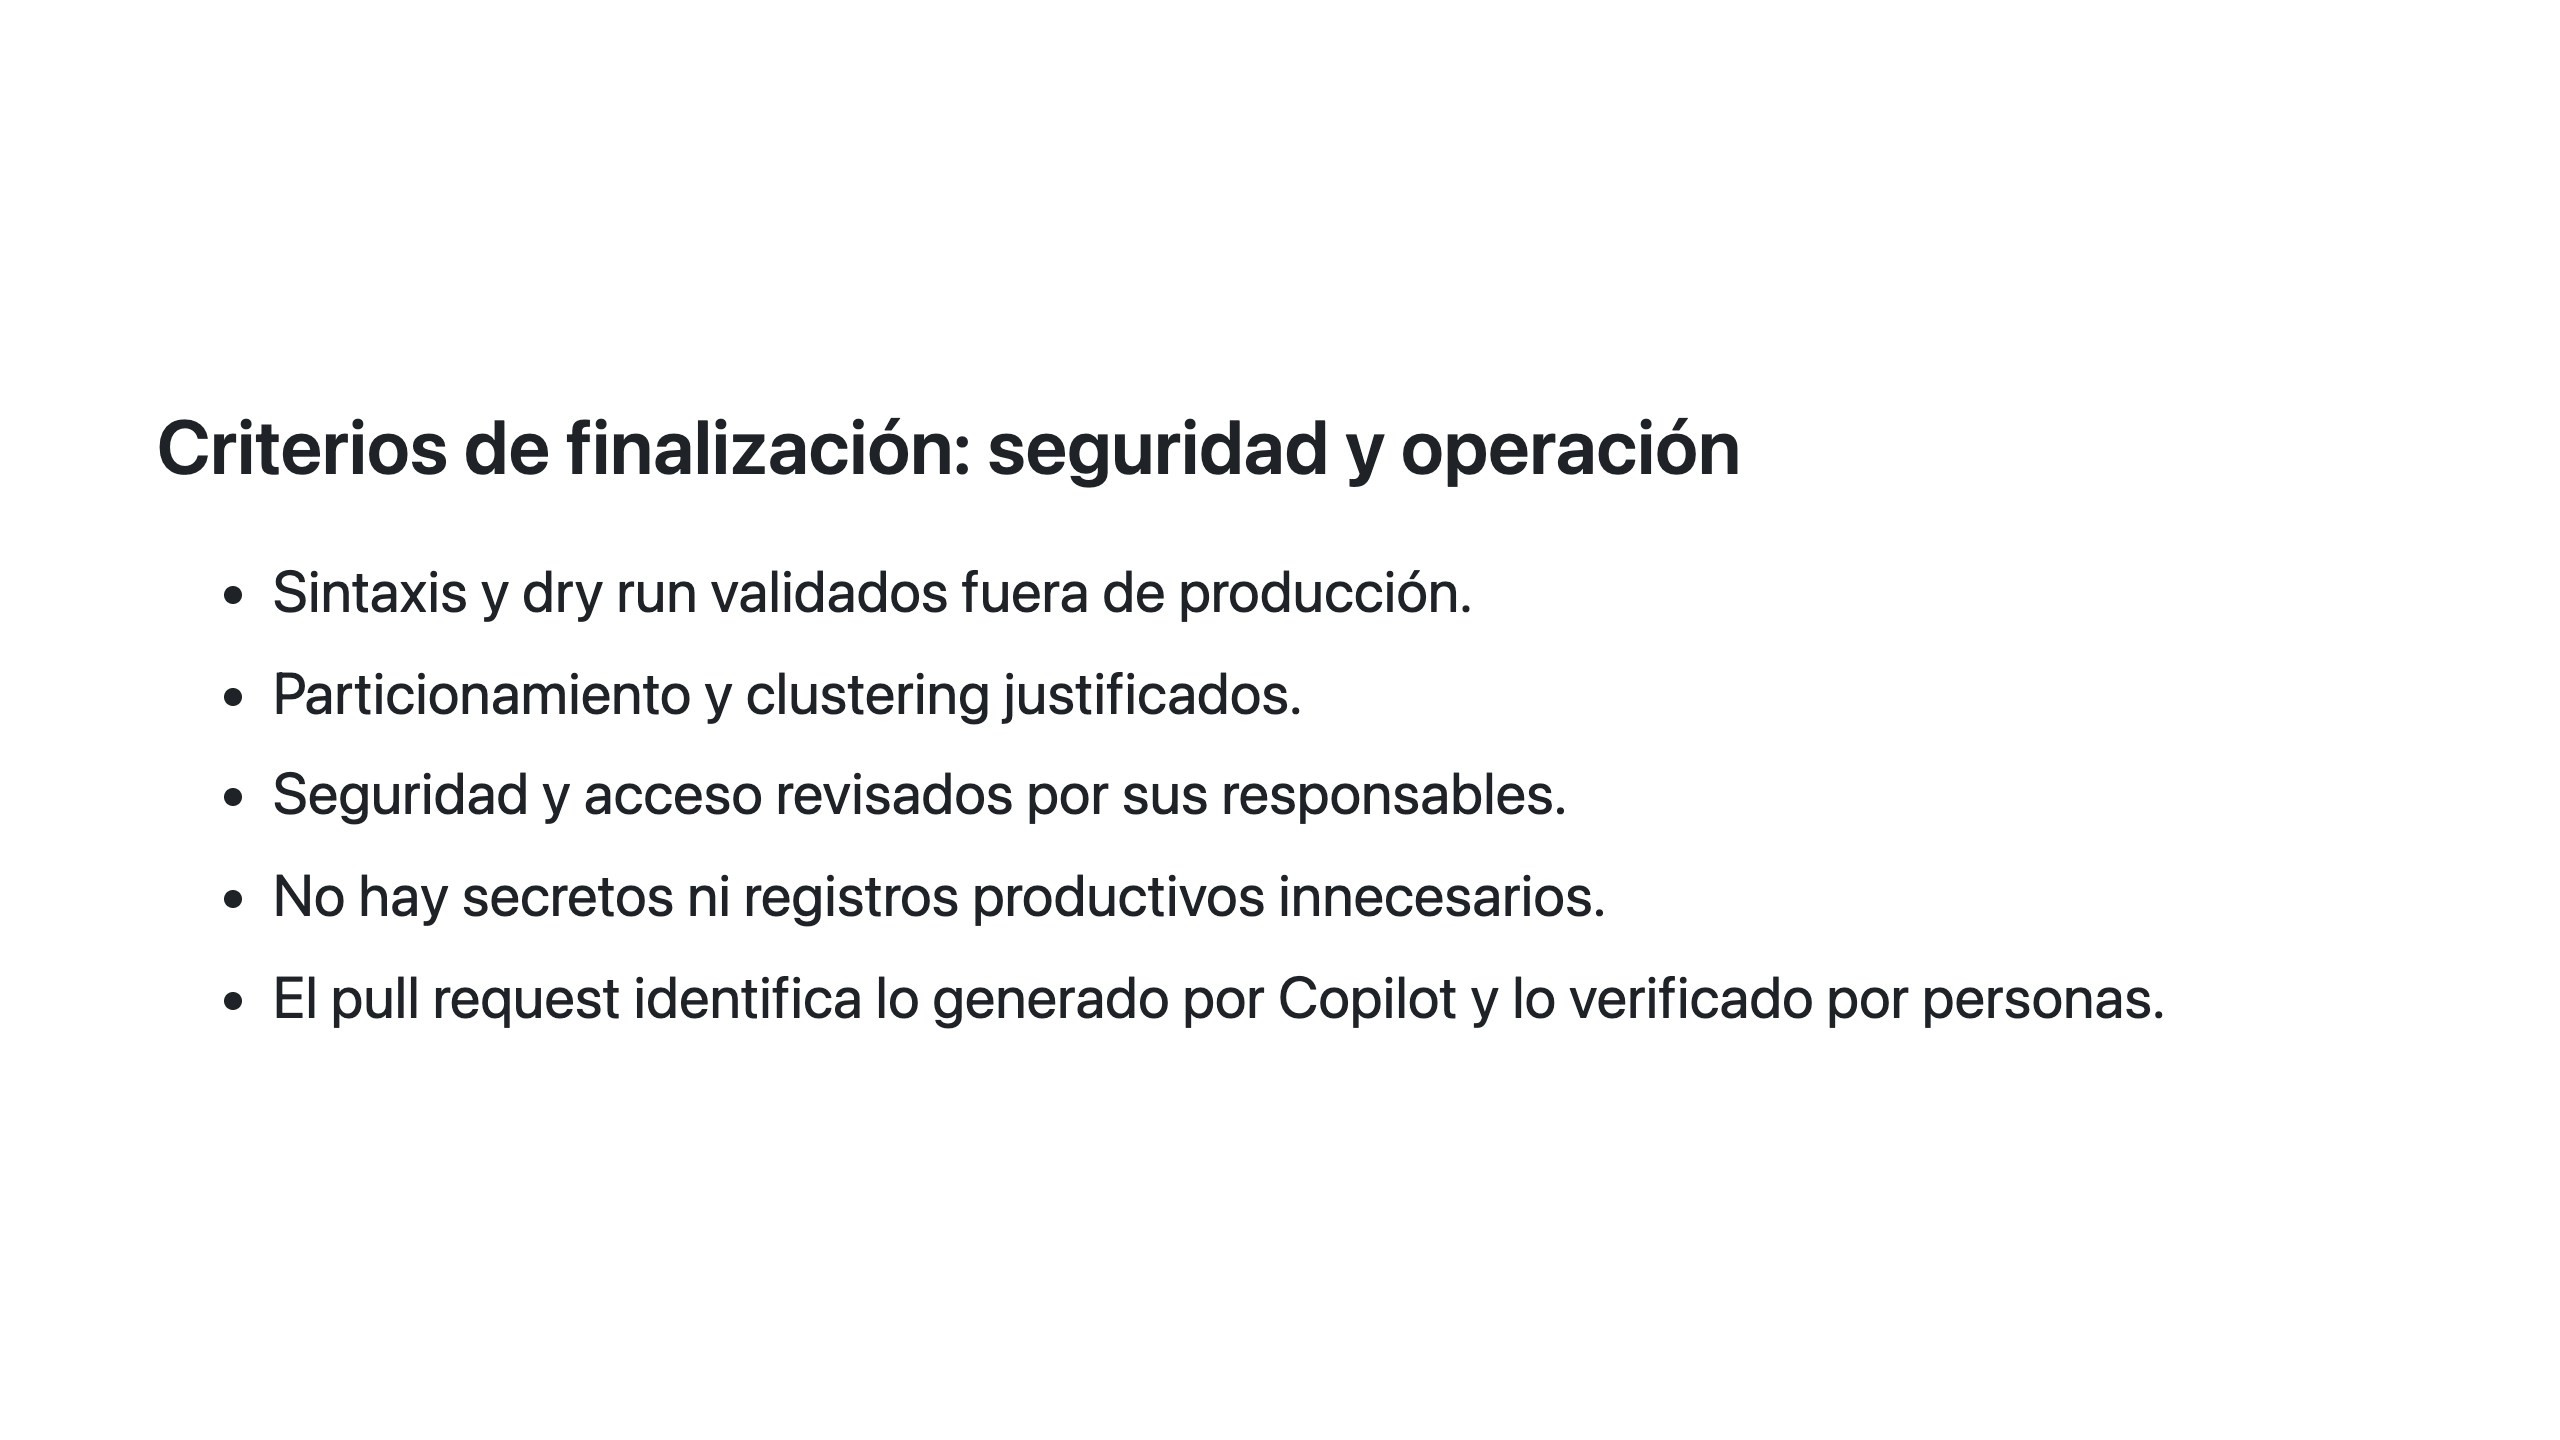 Criterios de finalización: seguridad y operación
• Sintaxis y dry run validados fuera de producción.
• Particionamiento y clustering justificados.
• Seguridad y acceso revisados por sus responsables.
• No hay secretos ni registros productivos innecesarios.
• El pull request identifica lo generado por Copilot y lo verificado por personas.